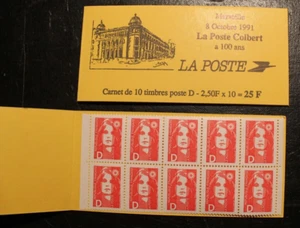 Marseille
8 Octobre 1991
La Poste Colbert
a 100 ans
LA POSTE
Carnet de 10 timbres poste D - 2,50F x 10 = 25 F
D D D D D
D D D D D